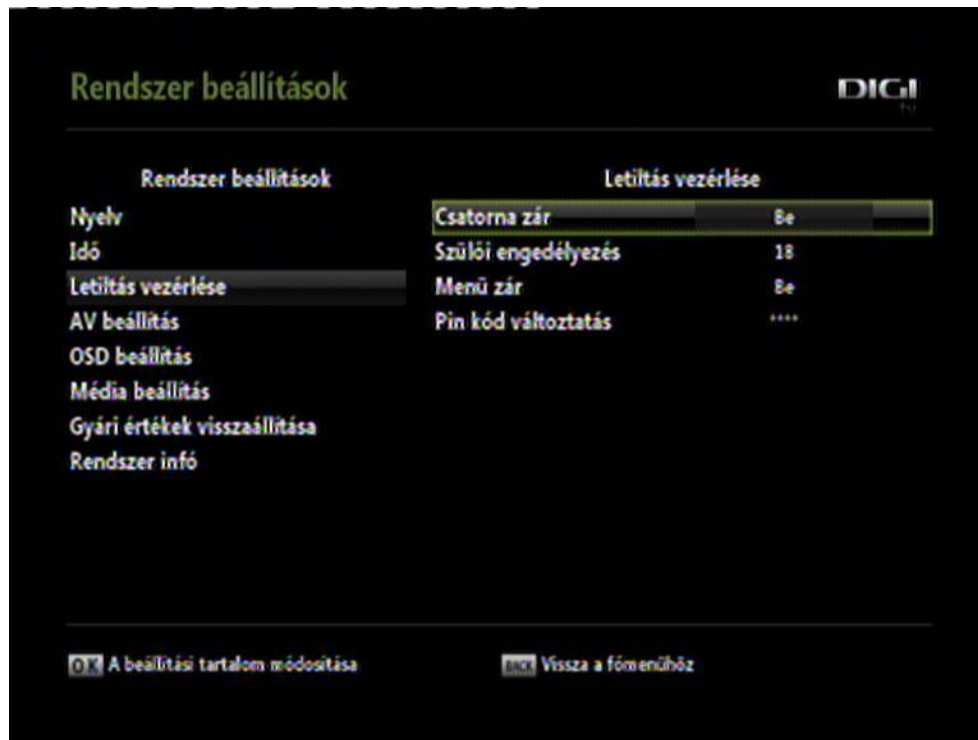 Rendszer beállítások
DIGI
tv
Rendszer beállítások
Nyelv
Idő
Letiltás vezérlése
AV beállítás
OSD beállítás
Média beállítás
Gyári értékek visszaállítása
Rendszer infó
Letiltás vezérlése
Csatorna zár Be
Szülői engedélyezés 18
Menü zár Be
Pin kód változtatás ****
OK A beállítási tartalom módosítása
BACK Vissza a főmenühöz